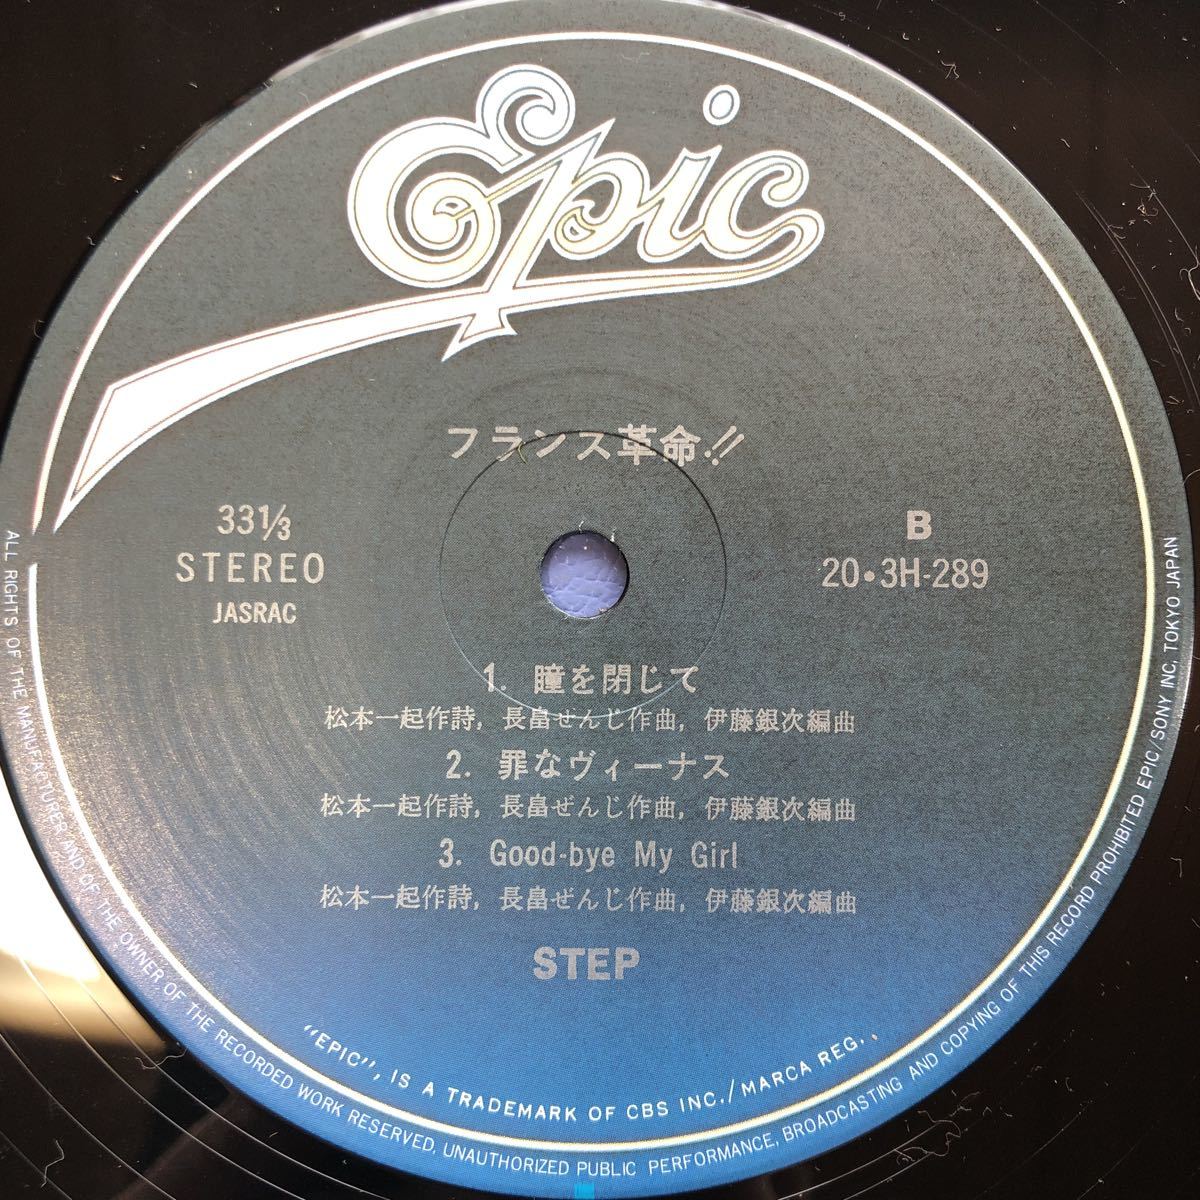 Epic
フランス革命!!
33⅓
STEREO
JASRAC
B
20・3H-289
1. 瞳を閉じて
松本一起作詩, 長畠ぜんじ作曲, 伊藤銀次編曲
2. 罪なヴィーナス
松本一起作詩, 長畠ぜんじ作曲, 伊藤銀次編曲
3. Good-bye My Girl
松本一起作詩, 長畠ぜんじ作曲, 伊藤銀次編曲
STEP
"EPIC", IS A TRADEMARK OF CBS INC./MARCA REG.
ALL RIGHTS OF THE MANUFACTURER AND OF THE OWNER OF THE RECORDED WORK RESERVED, UNAUTHORIZED PUBLIC PERFORMANCE, BROADCASTING AND COPYING OF THIS RECORD PROHIBITED EPIC/SONY INC, TOKYO JAPAN